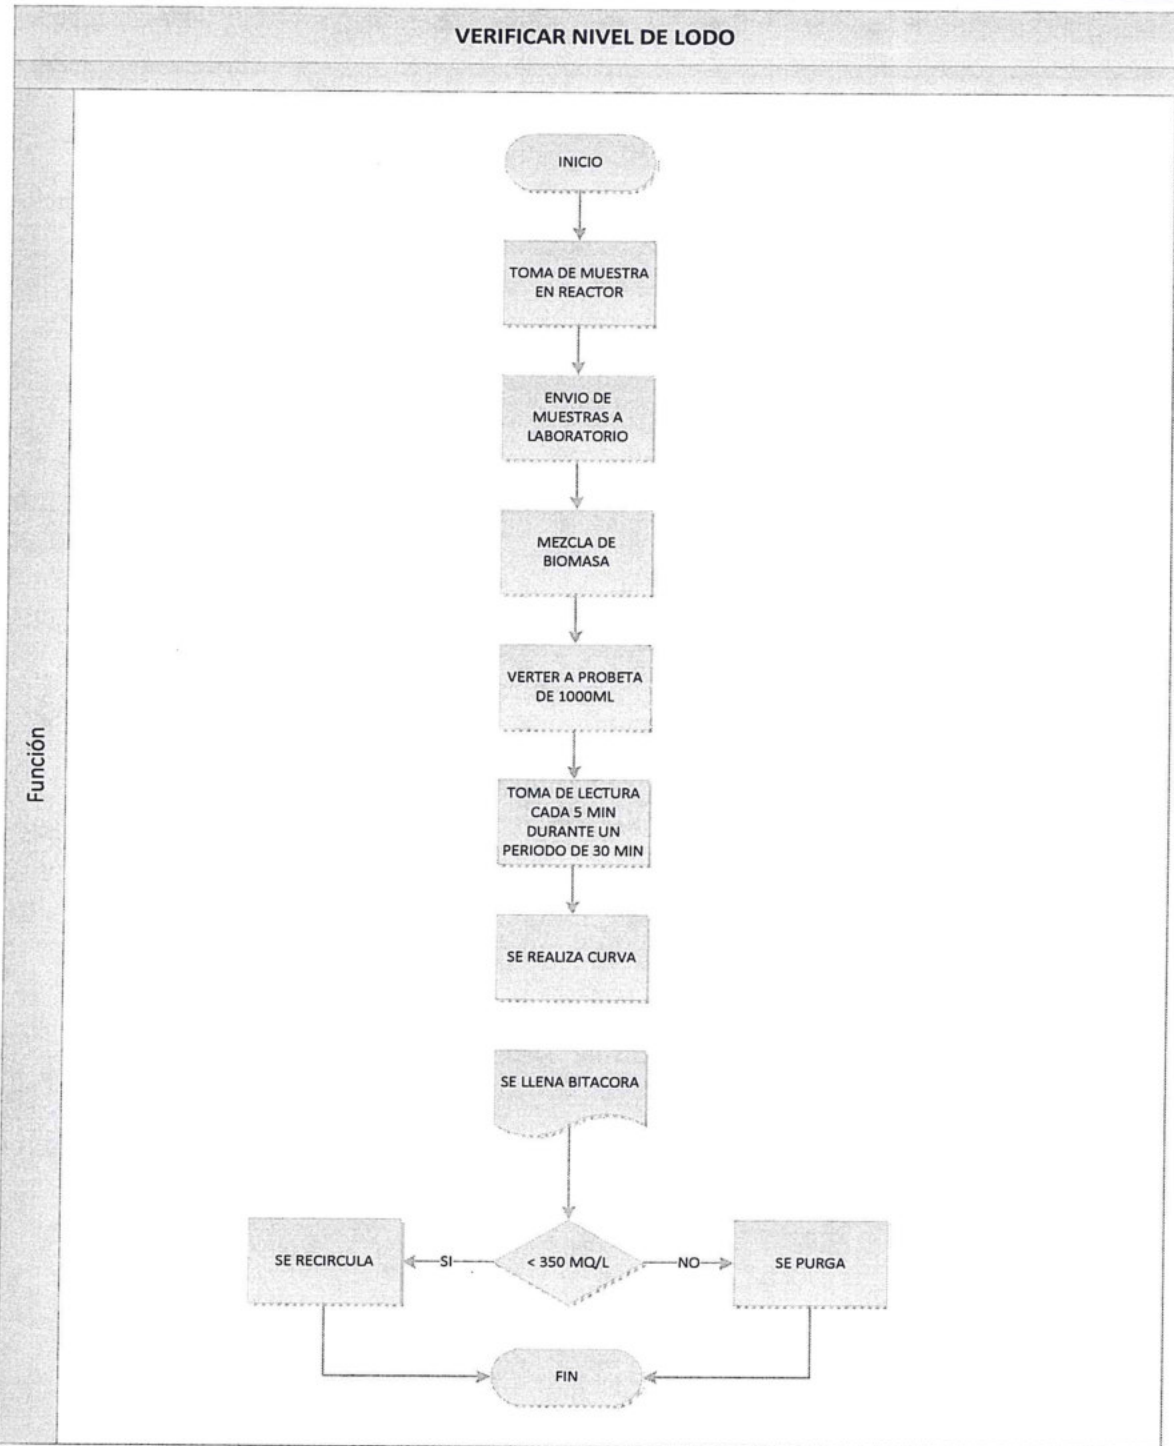 VERIFICAR NIVEL DE LODO
Función
INICIO
TOMA DE MUESTRA
EN REACTOR
ENVIO DE
MUESTRAS A
LABORATORIO
MEZCLA DE
BIOMASA
VERTER A PROBETA
DE 1000ML
TOMA DE LECTURA
CADA 5 MIN
DURANTE UN
PERIODO DE 30 MIN
SE REALIZA CURVA
SE LLENA BITACORA
SE RECIRCULA
SI
< 350 MQ/L
NO
SE PURGA
FIN